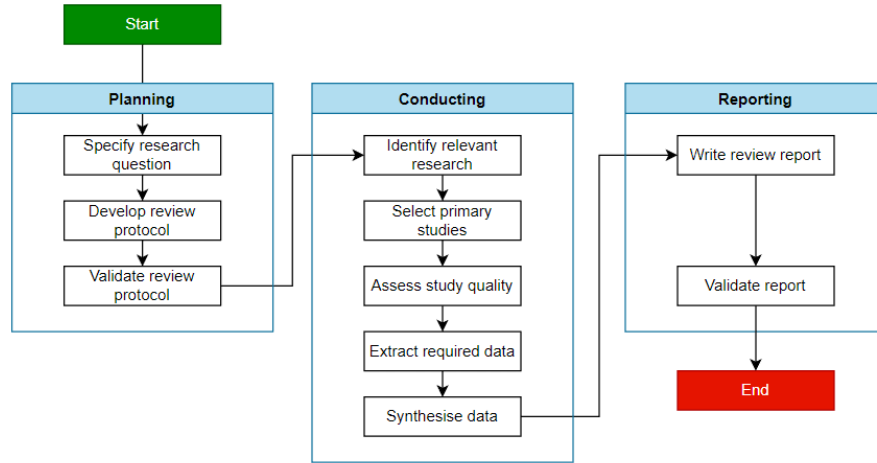 Start
Planning
Specify research
question
Develop review
protocol
Validate review
protocol
Conducting
Identify relevant
research
Select primary
studies
Assess study quality
Extract required data
Synthesise data
Reporting
Write review report
Validate report
End